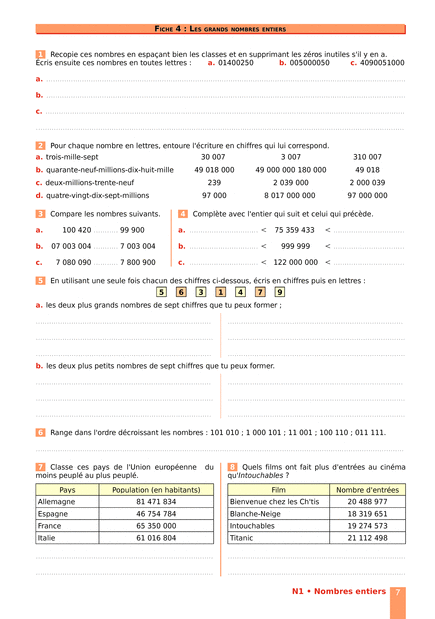 FICHE 4 : LES GRANDS NOMBRES ENTIERS
1 Recopie ces nombres en espaçant bien les classes et en supprimant les zéros inutiles s'il y en a.
Écris ensuite ces nombres en toutes lettres : a. 01400250 b. 005000050 c. 4090051000
a.
b.
c.
2 Pour chaque nombre en lettres, entoure l'écriture en chiffres qui lui correspond.
a. trois-mille-sept 30 007 3 007 310 007
b. quarante-neuf-millions-dix-huit-mille 49 018 000 49 000 000 180 000 49 018
c. deux-millions-trente-neuf 239 2 039 000 2 000 039
d. quatre-vingt-dix-sept-millions 97 000 8 017 000 000 97 000 000
3 Compare les nombres suivants.
a. 100 420 .......... 99 900
b. 07 003 004 .......... 7 003 004
c. 7 080 090 .......... 7 800 900
4 Complète avec l'entier qui suit et celui qui précède.
a. .......... < 75 359 433 < ..........
b. .......... < 999 999 < ..........
c. .......... < 122 000 000 < ..........
5 En utilisant une seule fois chacun des chiffres ci-dessous, écris en chiffres puis en lettres :
5 6 3 1 4 7 9
a. les deux plus grands nombres de sept chiffres que tu peux former ;
b. les deux plus petits nombres de sept chiffres que tu peux former.
6 Range dans l'ordre décroissant les nombres : 101 010 ; 1 000 101 ; 11 001 ; 100 110 ; 011 111.
7 Classe ces pays de l'Union européenne du
moins peuplé au plus peuplé.
Pays Population (en habitants)
Allemagne 81 471 834
Espagne 46 754 784
France 65 350 000
Italie 61 016 804
8 Quels films ont fait plus d'entrées au cinéma
qu'Intouchables ?
Film Nombre d'entrées
Bienvenue chez les Ch'tis 20 488 977
Blanche-Neige 18 319 651
Intouchables 19 274 573
Titanic 21 112 498
N1 • Nombres entiers 7